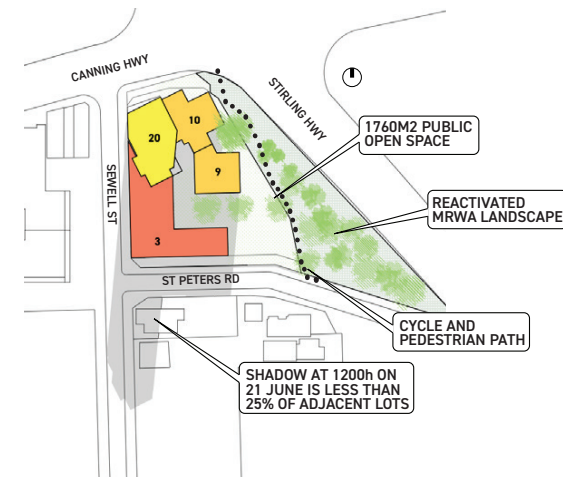 CANNING HWY
STIRLING HWY
10
20
1760M2 PUBLIC
OPEN SPACE
9
SEWELL ST
REACTIVATED
MRWA LANDSCAPE
3
ST PETERS RD
CYCLE AND
PEDESTRIAN PATH
SHADOW AT 1200h ON
21 JUNE IS LESS THAN
25% OF ADJACENT LOTS